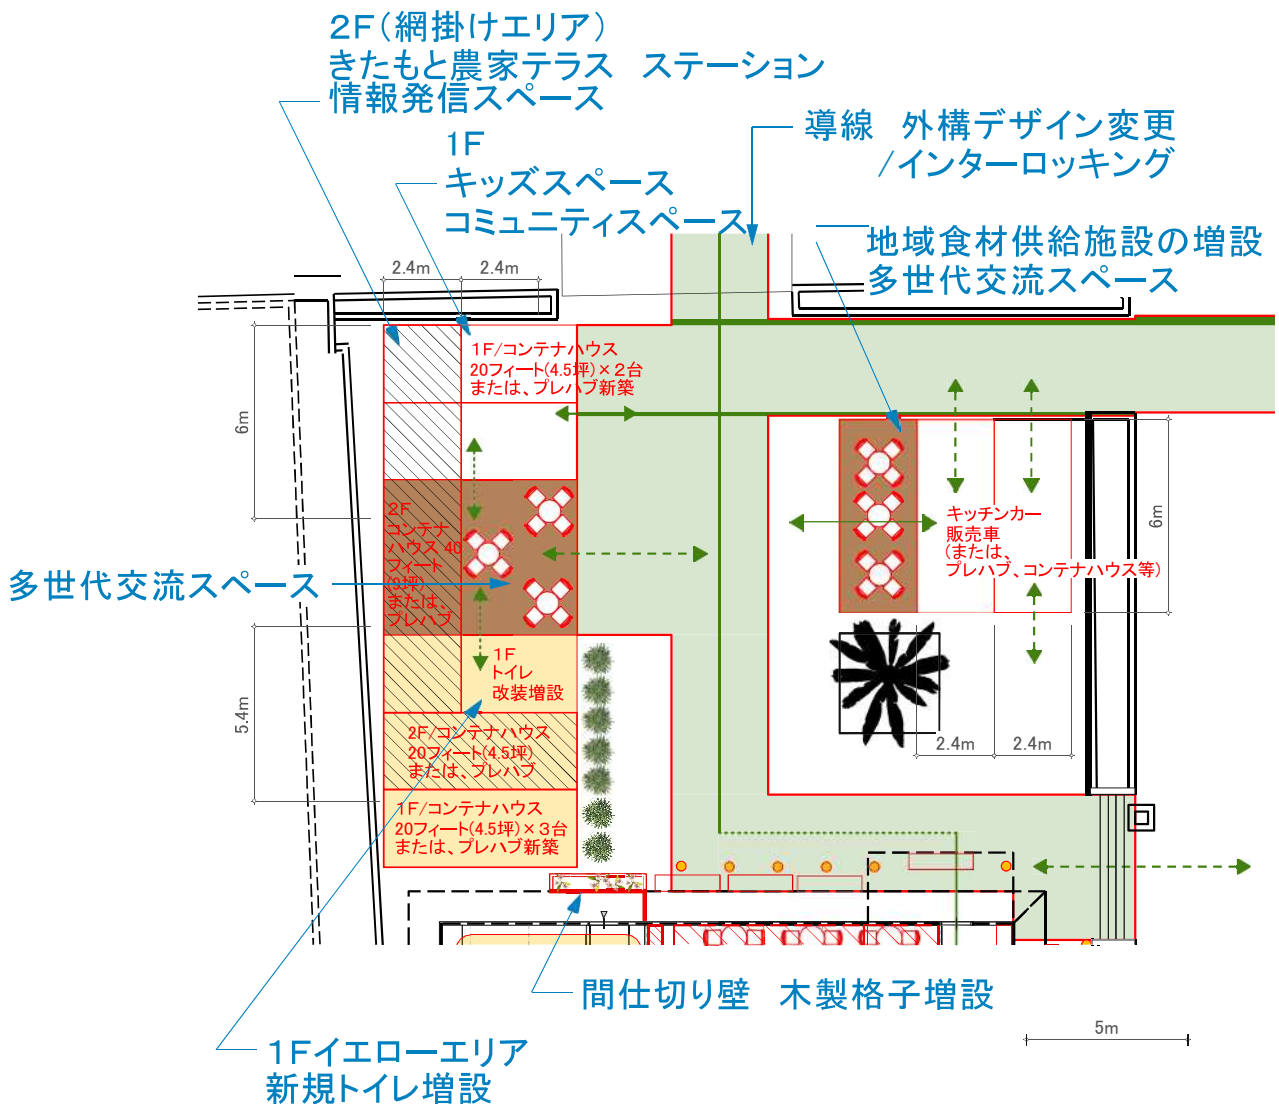 2F（網掛けエリア）
きたもと農家テラス　ステーション
情報発信スペース
1F
キッズスペース
コミュニティスペース
導線　外構デザイン変更
/インターロッキング
地域食材供給施設の増設
多世代交流スペース
2.4m
2.4m
1F/コンテナハウス
20フィート(4.5坪)×2台
または、プレハブ新築
6m
2F
コンテナ
ハウス 40
フィート
(9坪)
または、
プレハブ
キッチンカー
販売車
(または、
プレハブ、コンテナハウス等)
6m
多世代交流スペース
1F
トイレ
改装増設
5.4m
2F/コンテナハウス
20フィート(4.5坪)
または、プレハブ
2.4m
2.4m
1F/コンテナハウス
20フィート(4.5坪)×3台
または、プレハブ新築
間仕切り壁　木製格子増設
5m
1Fイエローエリア
新規トイレ増設